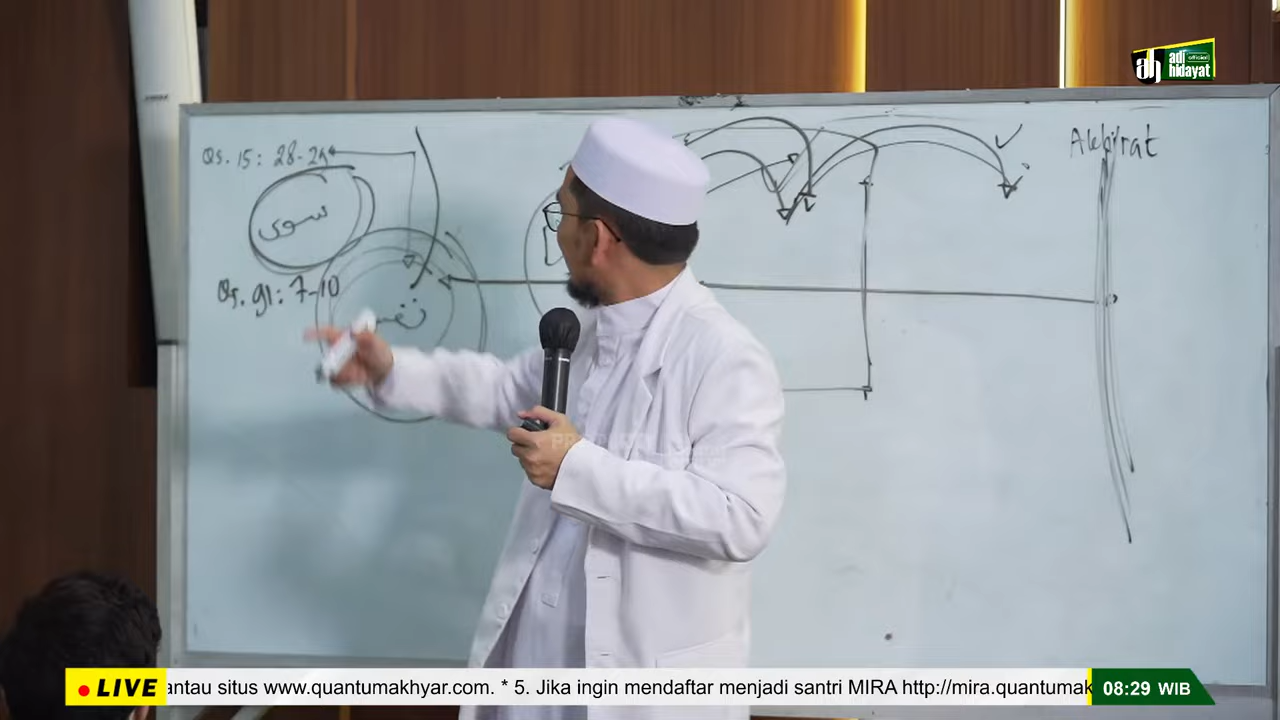 ah adi hidayat official
Akhirat
Qs. 15: 28-29
سوى
Qs. 91: 7-10
نفس
LIVE
antau situs www.quantumakhyar.com. * 5. Jika ingin mendaftar menjadi santri MIRA http://mira.quantumak
08:29 WIB